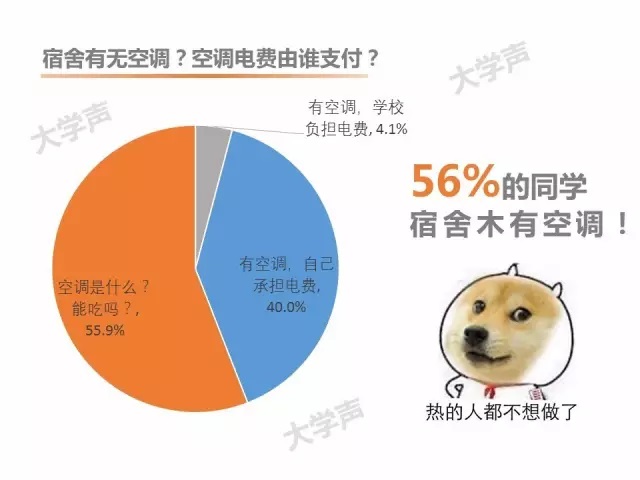 宿舍有无空调？空调电费由谁支付？
大学声
大学声
有空调，学校
负担电费, 4.1%
56%的同学
宿舍木有空调！
有空调，自己
承担电费,
40.0%
空调是什么？
能吃吗？,
55.9%
热的人都不想做了
大学声